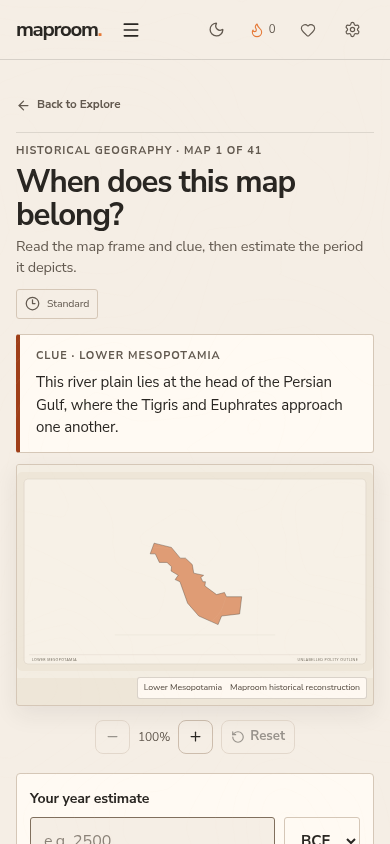 maproom.
0
Back to Explore
HISTORICAL GEOGRAPHY · MAP 1 OF 41
When does this map
belong?
Read the map frame and clue, then estimate the period
it depicts.
Standard
CLUE · LOWER MESOPOTAMIA
This river plain lies at the head of the Persian
Gulf, where the Tigris and Euphrates approach
one another.
LOWER MESOPOTAMIA
UNLABELLED POLITY OUTLINE
Lower Mesopotamia Maproom historical reconstruction
100%
Reset
Your year estimate
e.g. 2500
BCE